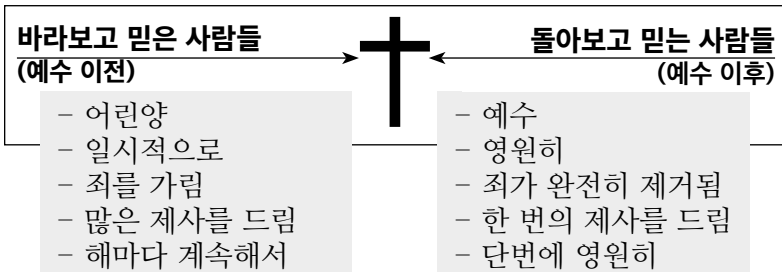 바라보고 믿은 사람들
(예수 이전)
– 어린양
– 일시적으로
– 죄를 가림
– 많은 제사를 드림
– 해마다 계속해서
돌아보고 믿는 사람들
(예수 이후)
– 예수
– 영원히
– 죄가 완전히 제거됨
– 한 번의 제사를 드림
– 단번에 영원히